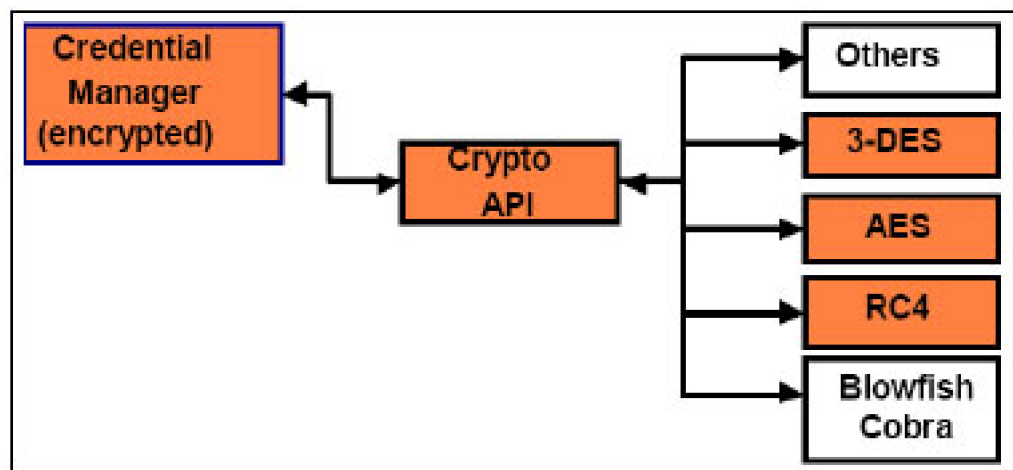 Credential
Manager
(encrypted)
Crypto
API
Others
3-DES
AES
RC4
Blowfish
Cobra